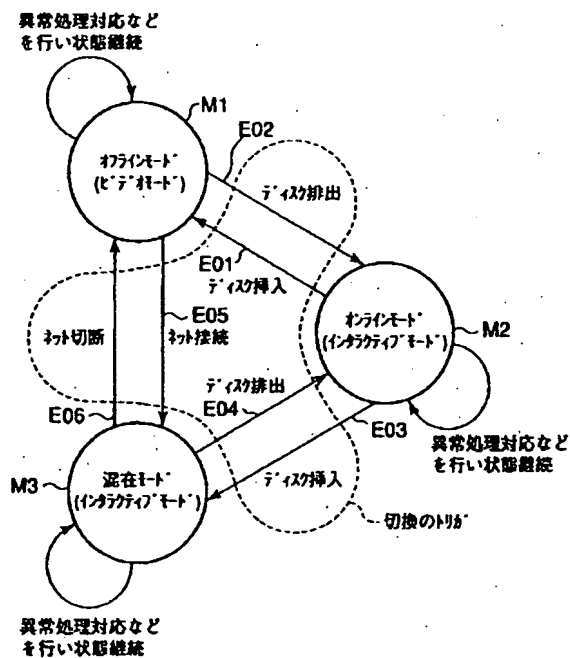 異常処理対応など
を行い状態継続
M1
E02
オフラインモード
(ビデオモード)
ディスク排出
E01
ディスク挿入
オンラインモード
(インタラクティブモード)
M2
E05
ネット接続
ネット切断
ディスク排出
E04
E06
E03
異常処理対応など
を行い状態継続
M3
混在モード
(インタラクティブモード)
ディスク挿入
切換のトリガ
異常処理対応など
を行い状態継続